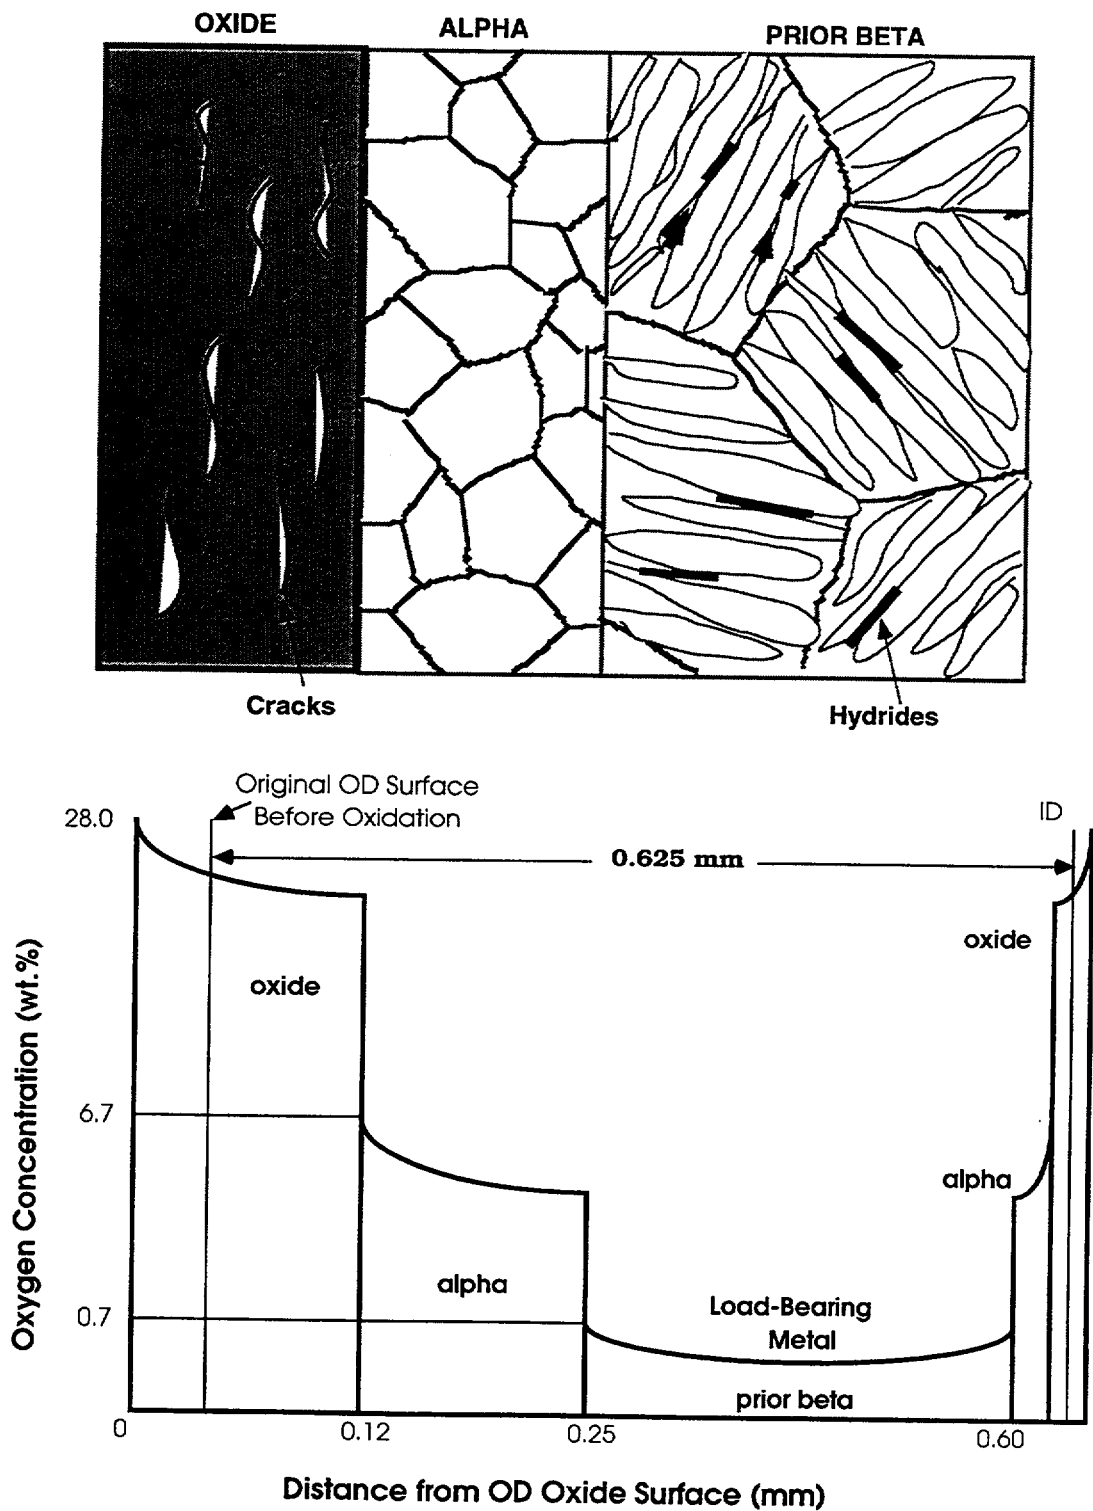 OXIDE
ALPHA
PRIOR BETA
Cracks
Hydrides
Original OD Surface
Before Oxidation
ID
28.0
0.625 mm
oxide
oxide
6.7
alpha
alpha
0.7
Load-Bearing
Metal
prior beta
0
0.12
0.25
0.60
Oxygen Concentration (wt.%)
Distance from OD Oxide Surface (mm)